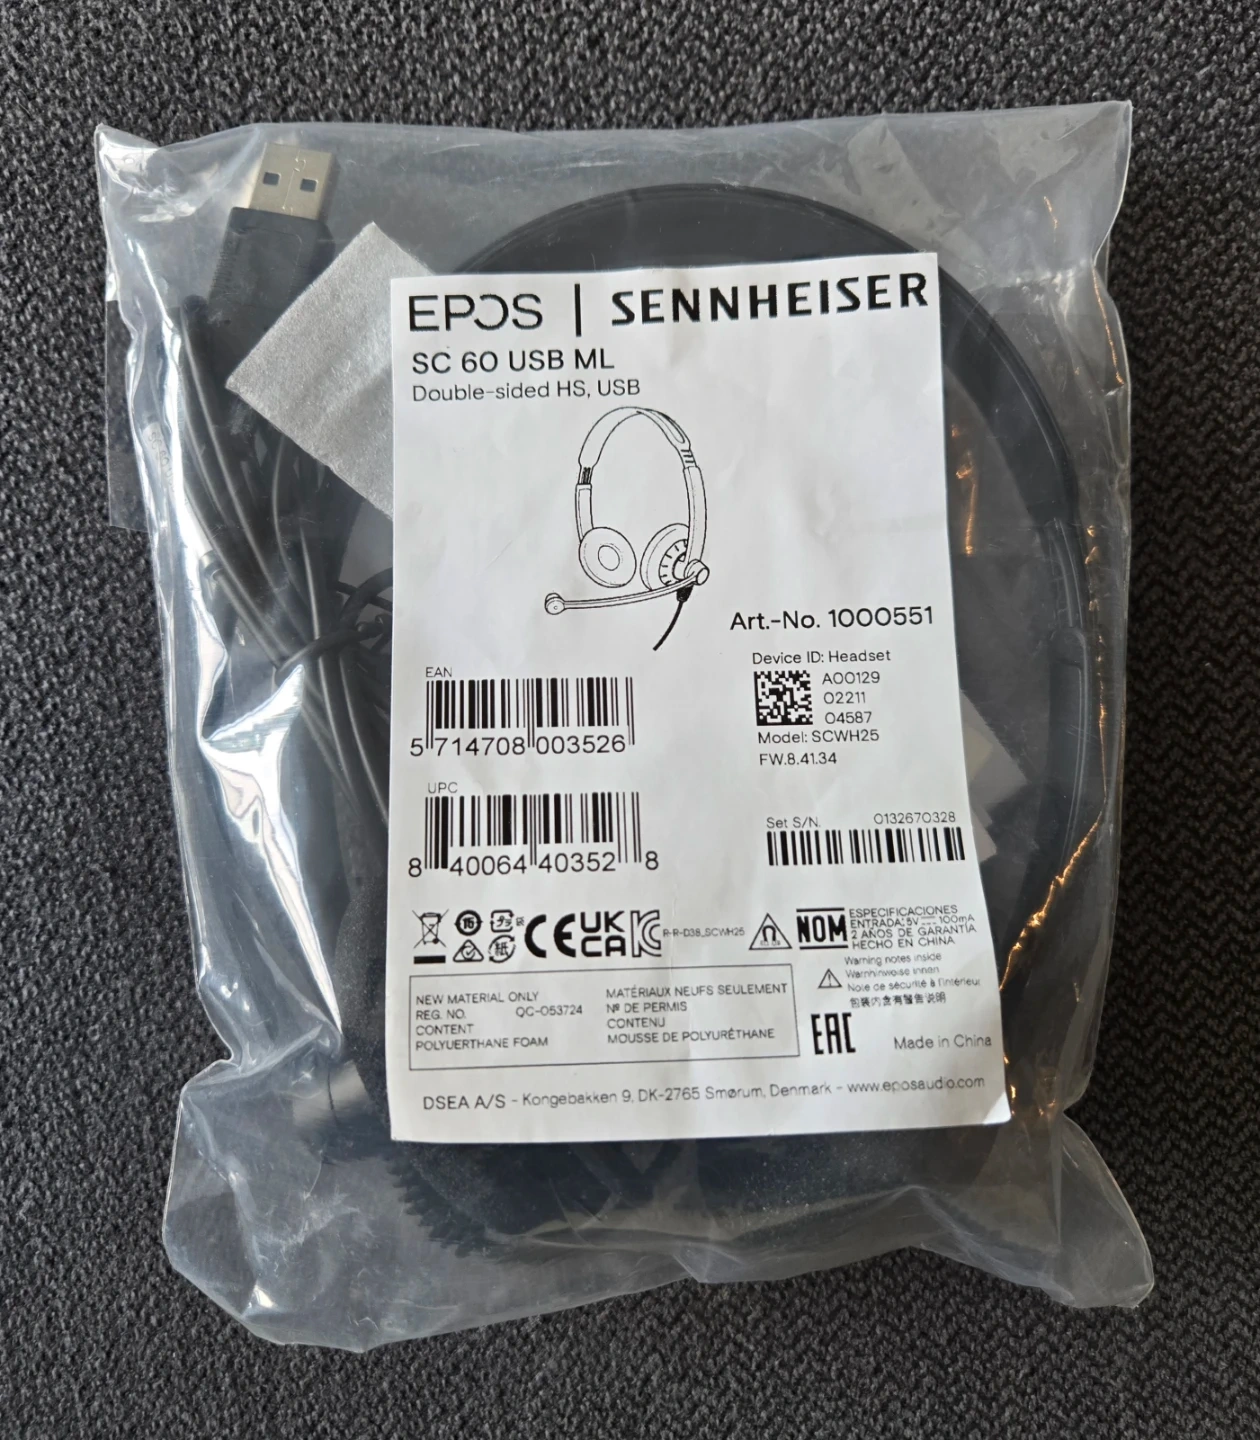 EPOS | SENNHEISER
SC 60 USB ML
Double-sided HS, USB
Art.-No. 1000551
EAN
5 714708 003526
Device ID: Headset
A00129
02211
04587
Model: SCWH25
FW.8.41.34
UPC
8 40064 40352 8
Set S/N. 0132670328
CE UK CA R-R-D38_SCWH25
NOM
ESPECIFICACIONES
ENTRADA: 5V 100mA
2 AÑOS DE GARANTÍA
HECHO EN CHINA
Warning notes inside
Warnhinweise innen
Note de sécurité à l'intérieur
包装内含有警告说明
NEW MATERIAL ONLY
REG. NO. QC-053724
CONTENT
POLYUERTHANE FOAM
MATÉRIAUX NEUFS SEULEMENT
Nº DE PERMIS
CONTENU
MOUSSE DE POLYURÉTHANE
EAC
Made in China
DSEA A/S - Kongebakken 9, DK-2765 Smørum, Denmark - www.eposaudio.com